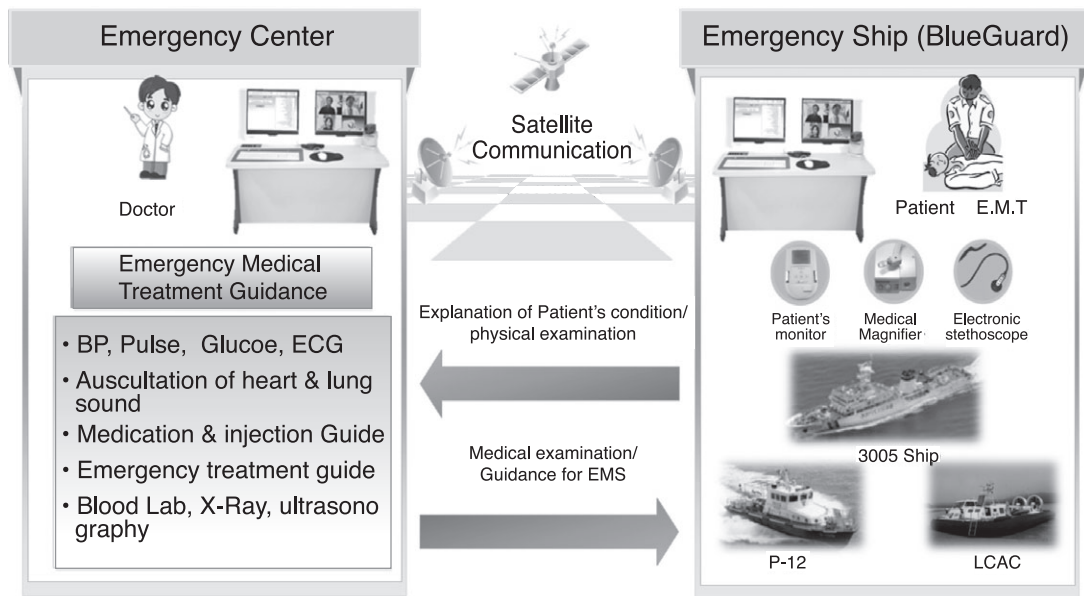 Emergency Center
Doctor
Emergency Medical
Treatment Guidance
• BP, Pulse, Glucoe, ECG
• Auscultation of heart & lung
sound
• Medication & injection Guide
• Emergency treatment guide
• Blood Lab, X-Ray, ultrasono
graphy
Satellite
Communication
Explanation of Patient's condition/
physical examination
Medical examination/
Guidance for EMS
Emergency Ship (BlueGuard)
Patient E.M.T
Patient's
monitor
Medical
Magnifier
Electronic
stethoscope
3005 Ship
P-12
LCAC